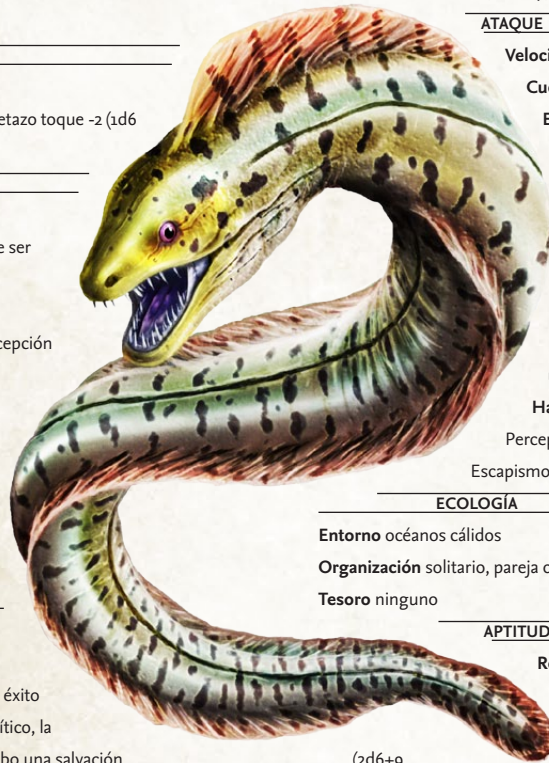 ATAQUE
Veloci
Cue
E
etazo toque -2 (1d6
e ser
cepción
Ha
Percep
Escapismo
ECOLOGÍA
Entorno océanos cálidos
Organización solitario, pareja o
Tesoro ninguno
APTITUD
Re
éxito
ítico, la
bo una salvación
(2d6+9